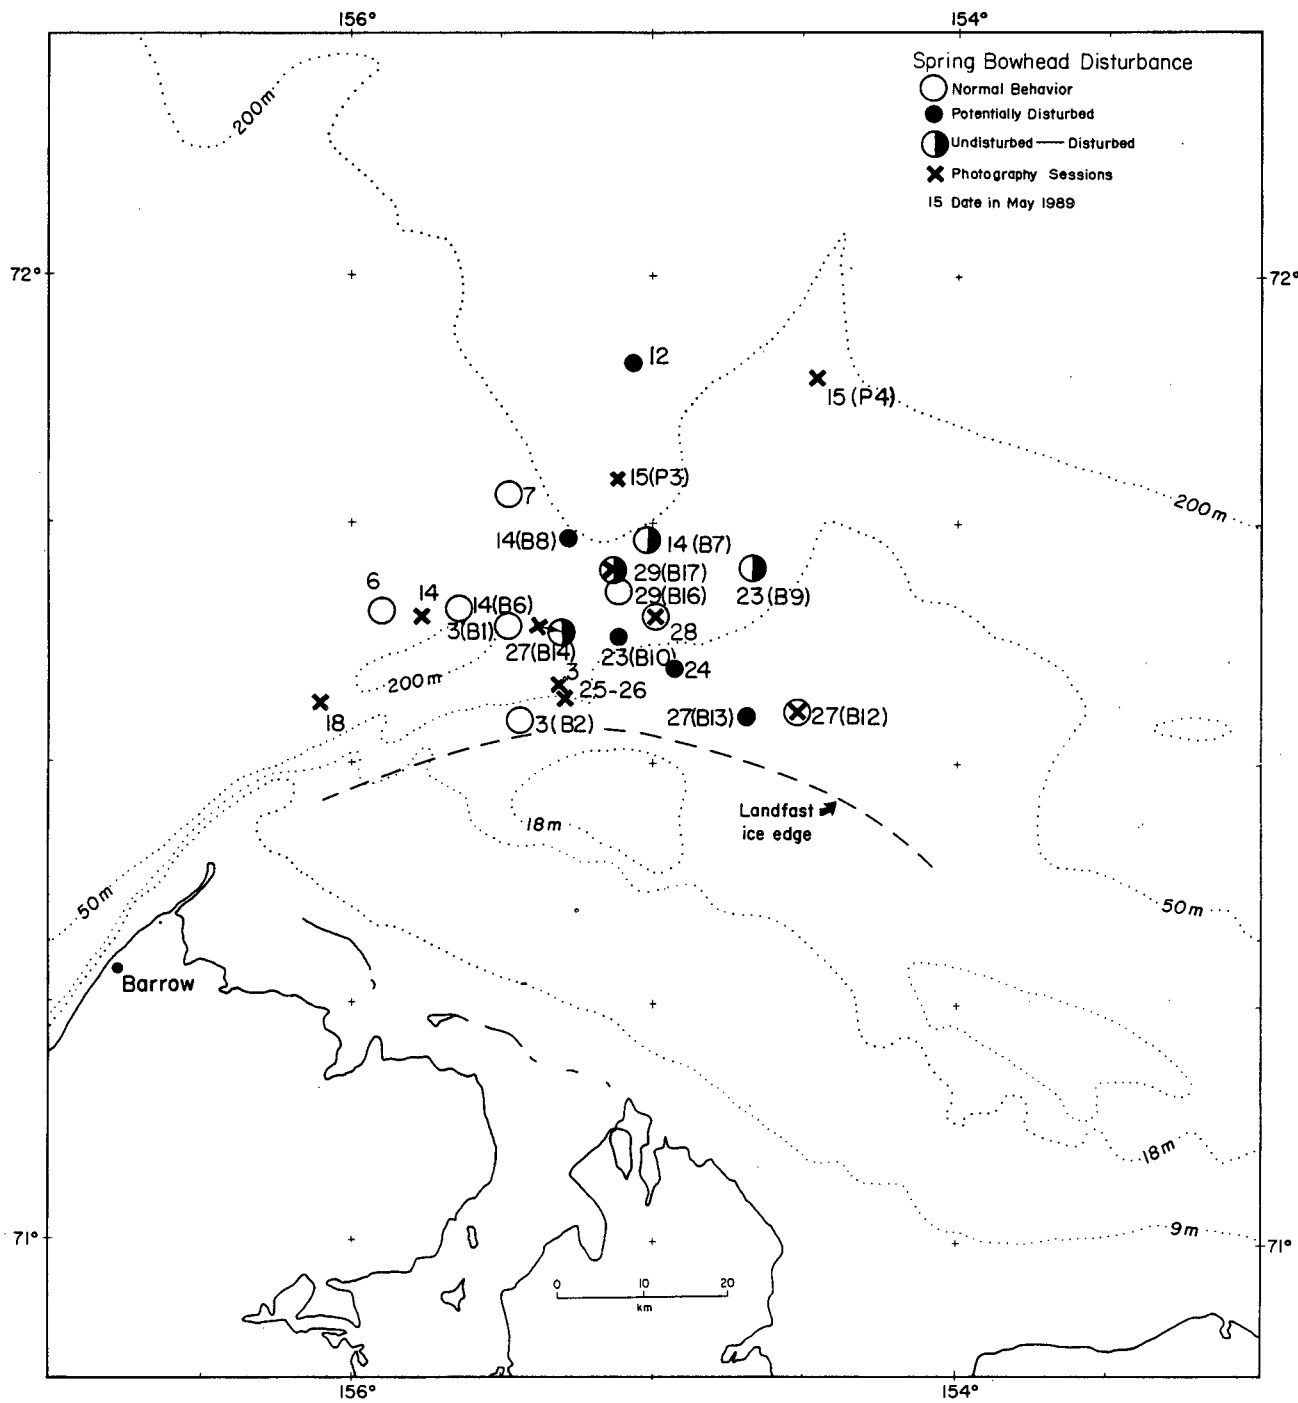 156°
154°
Spring Bowhead Disturbance
Normal Behavior
Potentially Disturbed
Undisturbed — Disturbed
Photography Sessions
15 Date in May 1989
200m
72°
72°
12
15(P4)
15(P3)
7
200m
14(B8)
14(B7)
29(B17)
6
14
14(B6)
29(B16)
23(B9)
3(B1)
28
27(B14)
23(B10)
3
24
200m
25-26
18
3(B2)
27(B13)
27(B12)
Landfast
ice edge
18m
50m
50m
Barrow
18m
9m
71°
71°
0 10 20
km
156°
154°